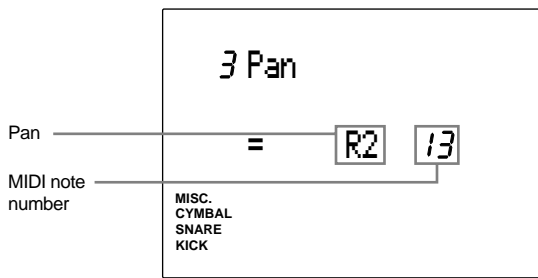 3 Pan
Pan
= R2 13
MIDI note
number
MISC.
CYMBAL
SNARE
KICK